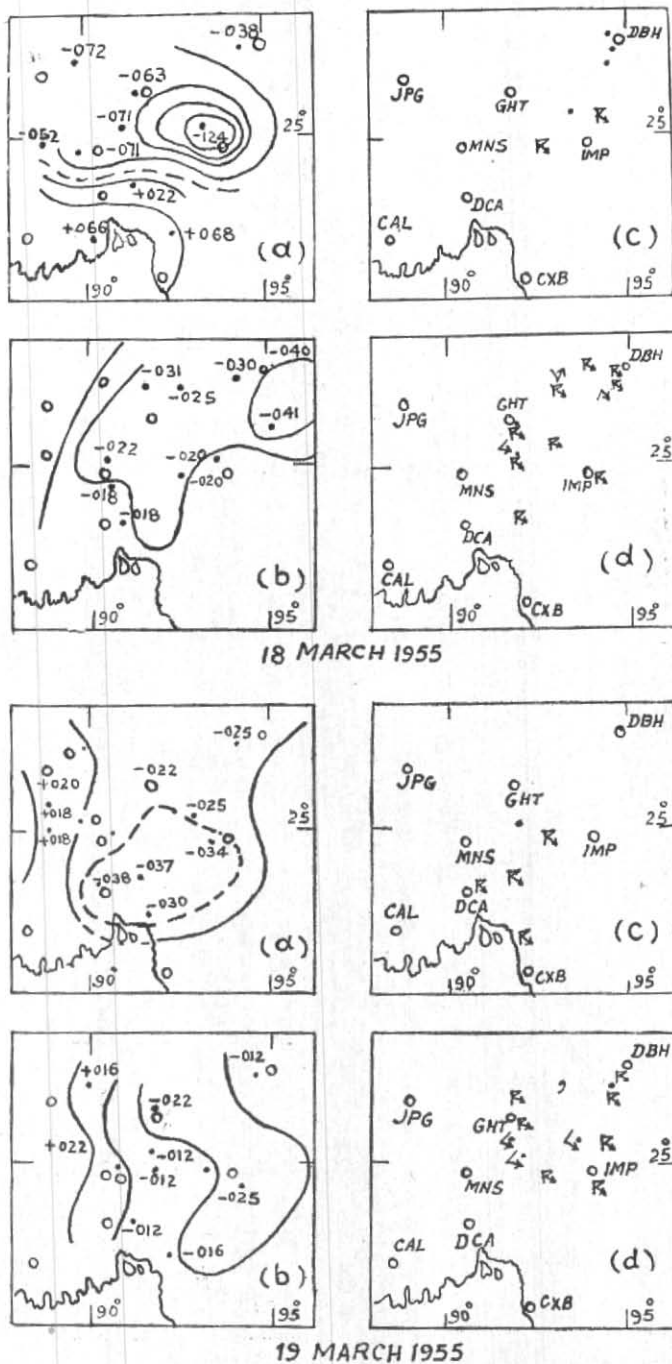 -038
-072
-063
-071
25°
-052
-071
-124
+022
+066
+068
(a)
90°
95°
DBH
JPG
GHT
25°
MNS
IMP
DCA
CAL
(c)
CXB
90°
95°
-040
-031
-030
-025
-041
-022
-020
-018
-020
-018
(b)
90°
95°
DBH
GHT
JPG
25°
MNS
IMP
DCA
CAL
(d)
CXB
90°
95°
18 MARCH 1955
-025
-022
+020
-025
+018
25°
+018
-034
-037
-038
-030
(a)
90°
95°
DBH
JPG
GHT
25°
MNS
IMP
DCA
CAL
(c)
CXB
90°
95°
-012
+016
-022
+022
-012
-012
-025
-012
-016
(b)
90°
95°
DBH
JPG
GHT
25°
MNS
IMP
DCA
CAL
(d)
CXB
90°
95°
19 MARCH 1955